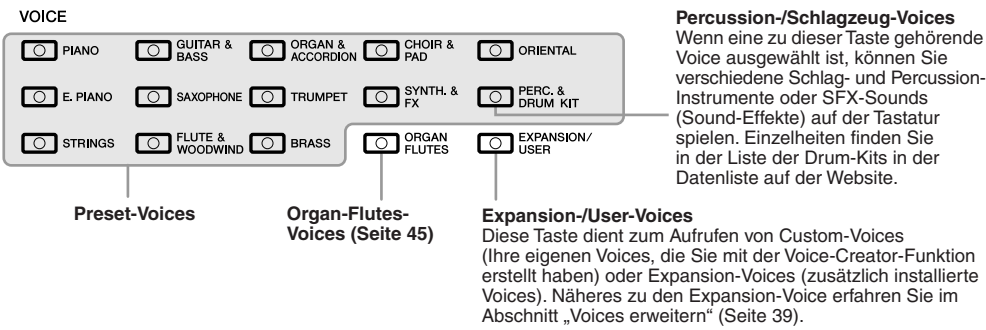 VOICE
PIANO
GUITAR &
BASS
ORGAN &
ACCORDION
CHOIR &
PAD
ORIENTAL
E. PIANO
SAXOPHONE
TRUMPET
SYNTH. &
FX
PERC. &
DRUM KIT
STRINGS
FLUTE &
WOODWIND
BRASS
ORGAN
FLUTES
EXPANSION/
USER
Percussion-/Schlagzeug-Voices
Wenn eine zu dieser Taste gehörende
Voice ausgewählt ist, können Sie
verschiedene Schlag- und Percussion-
Instrumente oder SFX-Sounds
(Sound-Effekte) auf der Tastatur
spielen. Einzelheiten finden Sie
in der Liste der Drum-Kits in der
Datenliste auf der Website.
Preset-Voices
Organ-Flutes-
Voices (Seite 45)
Expansion-/User-Voices
Diese Taste dient zum Aufrufen von Custom-Voices
(Ihre eigenen Voices, die Sie mit der Voice-Creator-Funktion
erstellt haben) oder Expansion-Voices (zusätzlich installierte
Voices). Näheres zu den Expansion-Voice erfahren Sie im
Abschnitt „Voices erweitern“ (Seite 39).